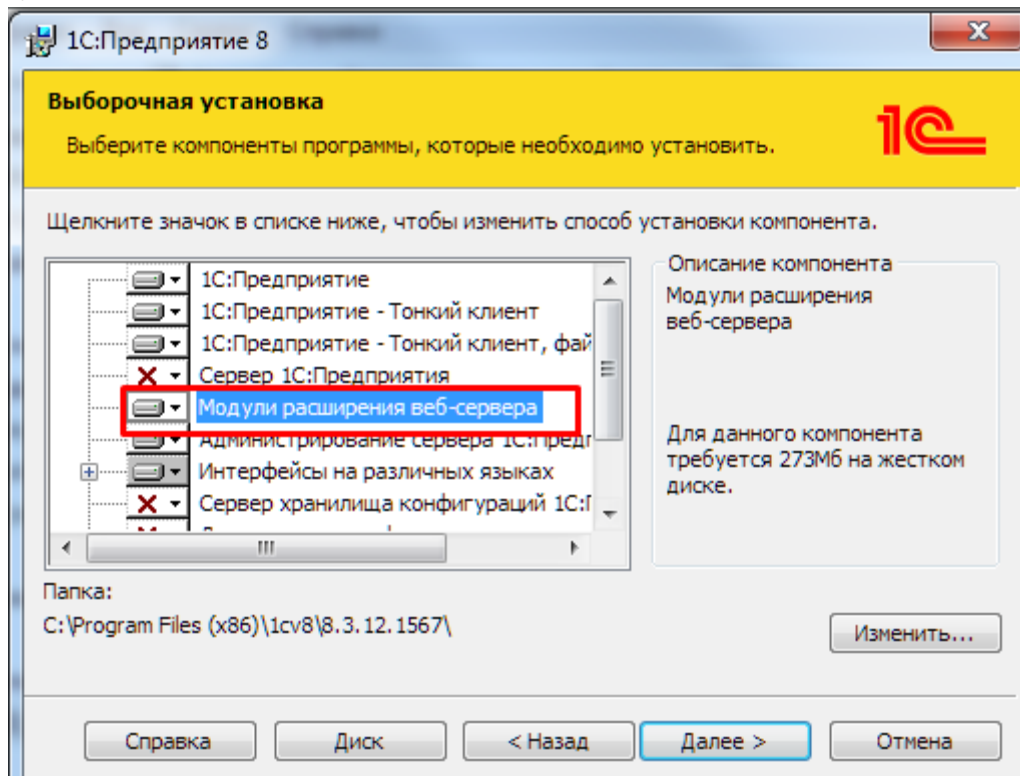 1С:Предприятие 8
Выборочная установка
1С
Выберите компоненты программы, которые необходимо установить.
Щелкните значок в списке ниже, чтобы изменить способ установки компонента.
1С:Предприятие
1С:Предприятие - Тонкий клиент
1С:Предприятие - Тонкий клиент, фай
Сервер 1С:Предприятия
Модули расширения веб-сервера
Администрирование сервера 1С:Предп
Интерфейсы на различных языках
Сервер хранилища конфигураций 1С:П
Описание компонента
Модули расширения
веб-сервера
Для данного компонента
требуется 273Мб на жестком
диске.
Папка:
C:\Program Files (x86)\1cv8\8.3.12.1567\
Изменить...
Справка
Диск
< Назад
Далее >
Отмена